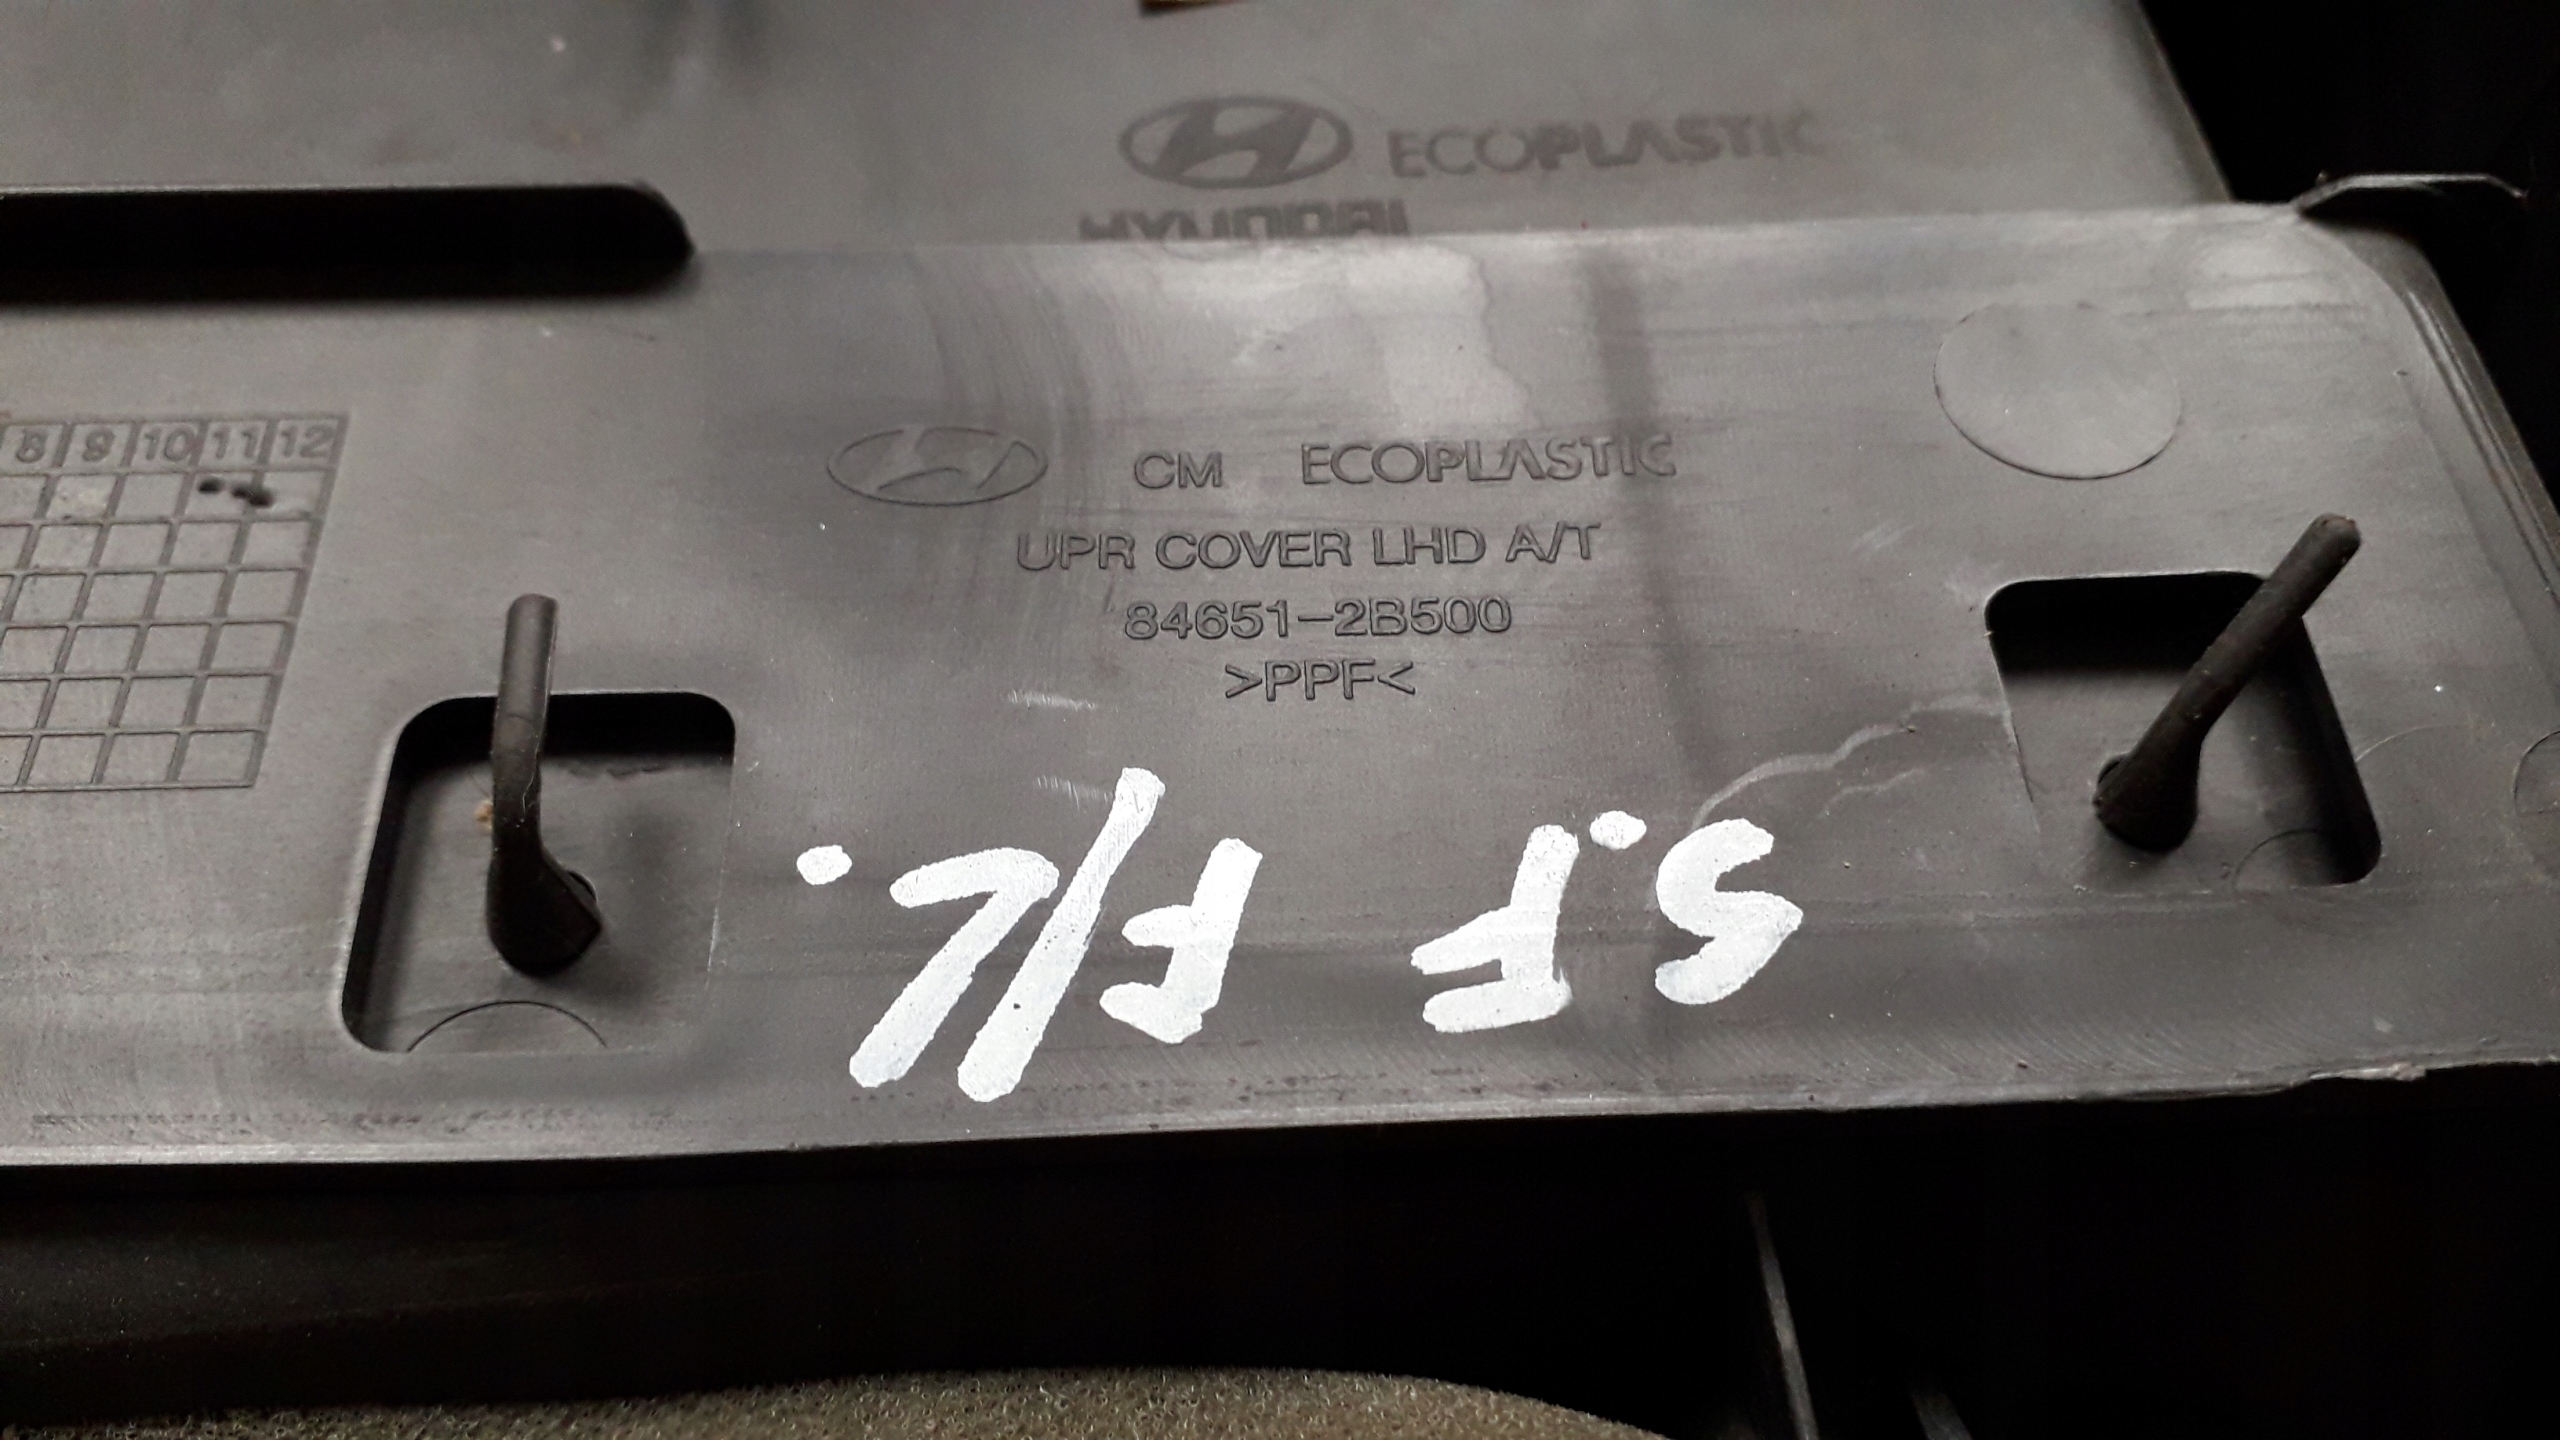 ECOPLASTIC
HYUNDAI
8 9 10 11 12
CM ECOPLASTIC
UPR COVER LHD A/T
84651-2B500
>PPF<
S.F F/L.